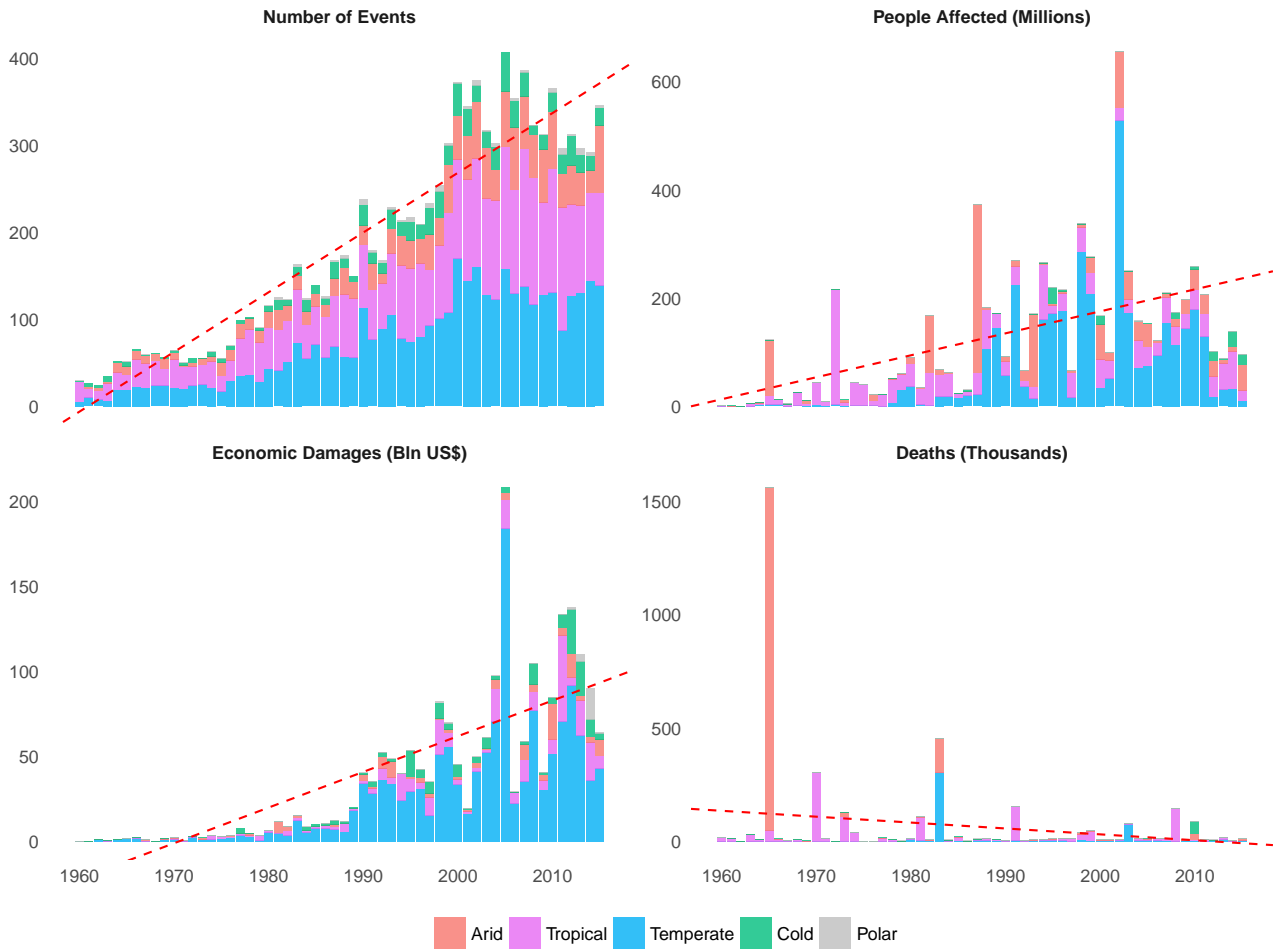 Number of Events
400
300
200
100
0
People Affected (Millions)
600
400
200
0
Economic Damages (Bln US$)
200
150
100
50
0
1960 1970 1980 1990 2000 2010
Deaths (Thousands)
1500
1000
500
0
1960 1970 1980 1990 2000 2010
Arid Tropical Temperate Cold Polar